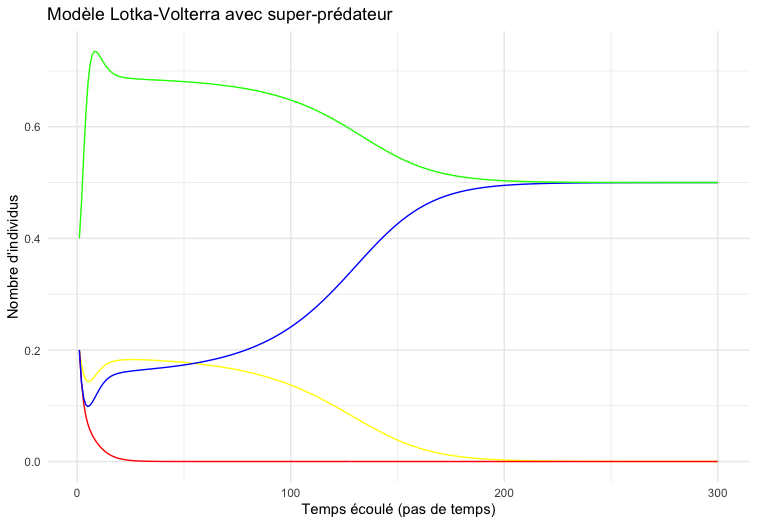 Modèle Lotka-Volterra avec super-prédateur
Nombre d'individus
0.6
0.4
0.2
0.0
0
100
200
300
Temps écoulé (pas de temps)